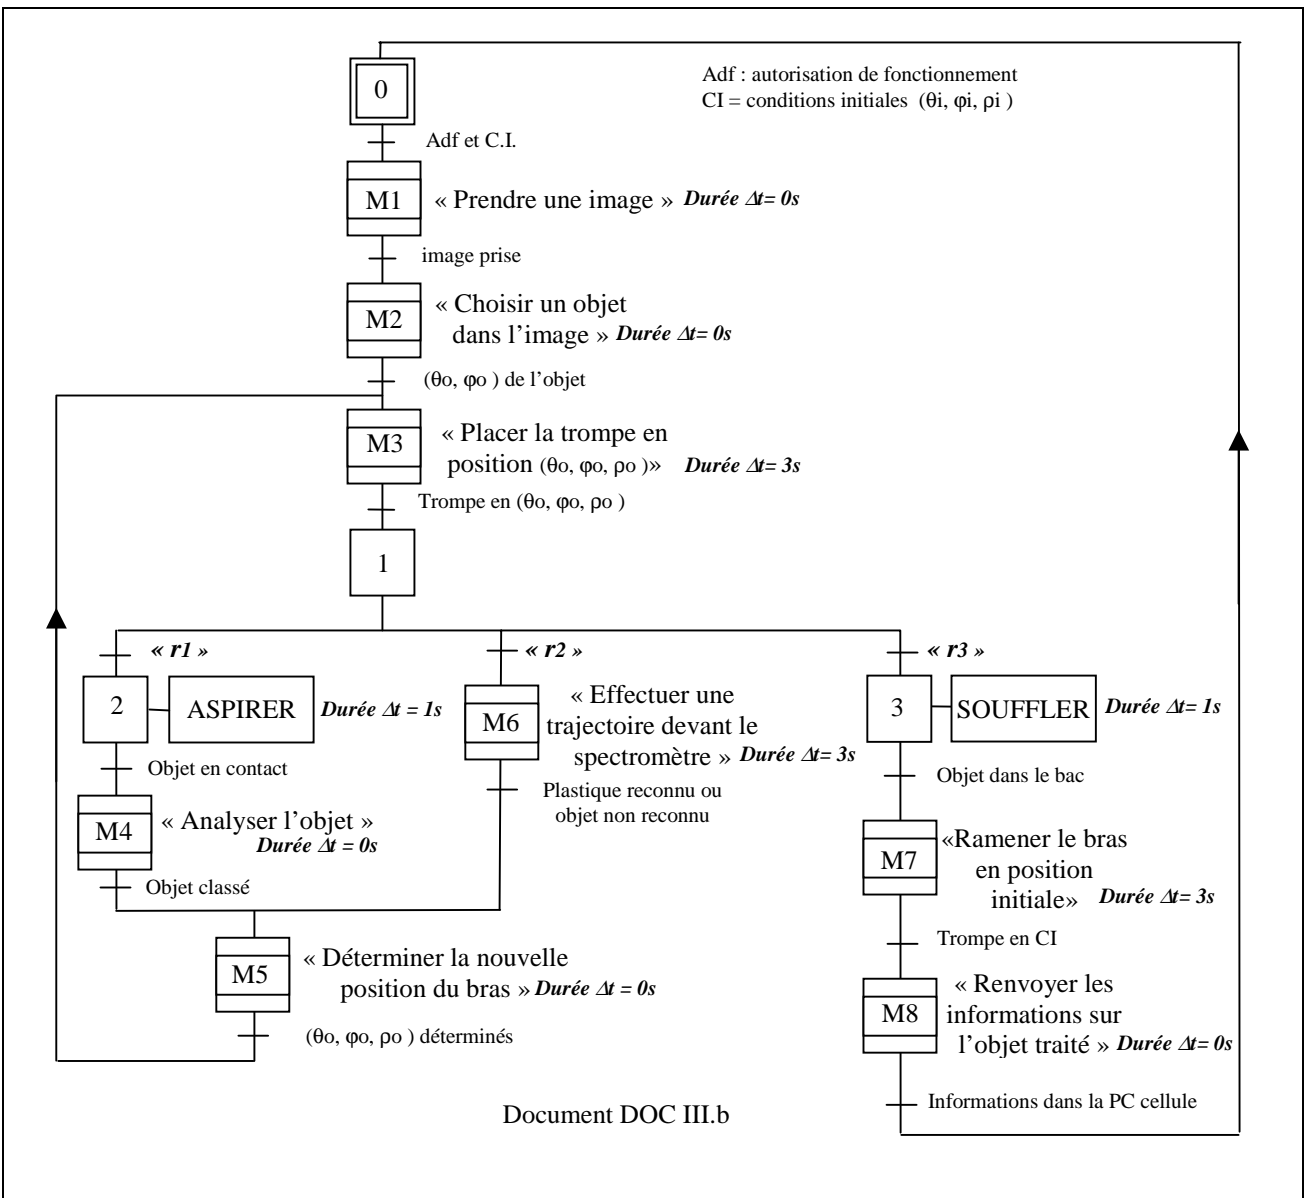 0
Adf : autorisation de fonctionnement
CI = conditions initiales (θi, φi, ρi )
Adf et C.I.
M1
« Prendre une image » Durée Δt= 0s
image prise
M2
« Choisir un objet
dans l’image » Durée Δt= 0s
(θo, φo ) de l’objet
M3
« Placer la trompe en
position (θo, φo, ρo )» Durée Δt= 3s
Trompe en (θo, φo, ρo )
1
« r1 »
« r2 »
« r3 »
2
ASPIRER
Durée Δt = 1s
Objet en contact
M4
« Analyser l’objet »
Durée Δt = 0s
Objet classé
M6
« Effectuer une
trajectoire devant le
spectromètre » Durée Δt= 3s
Plastique reconnu ou
objet non reconnu
M5
« Déterminer la nouvelle
position du bras » Durée Δt = 0s
(θo, φo, ρo ) déterminés
3
SOUFFLER
Durée Δt= 1s
Objet dans le bac
M7
«Ramener le bras
en position
initiale» Durée Δt= 3s
Trompe en CI
M8
« Renvoyer les
informations sur
l’objet traité » Durée Δt= 0s
Informations dans la PC cellule
Document DOC III.b